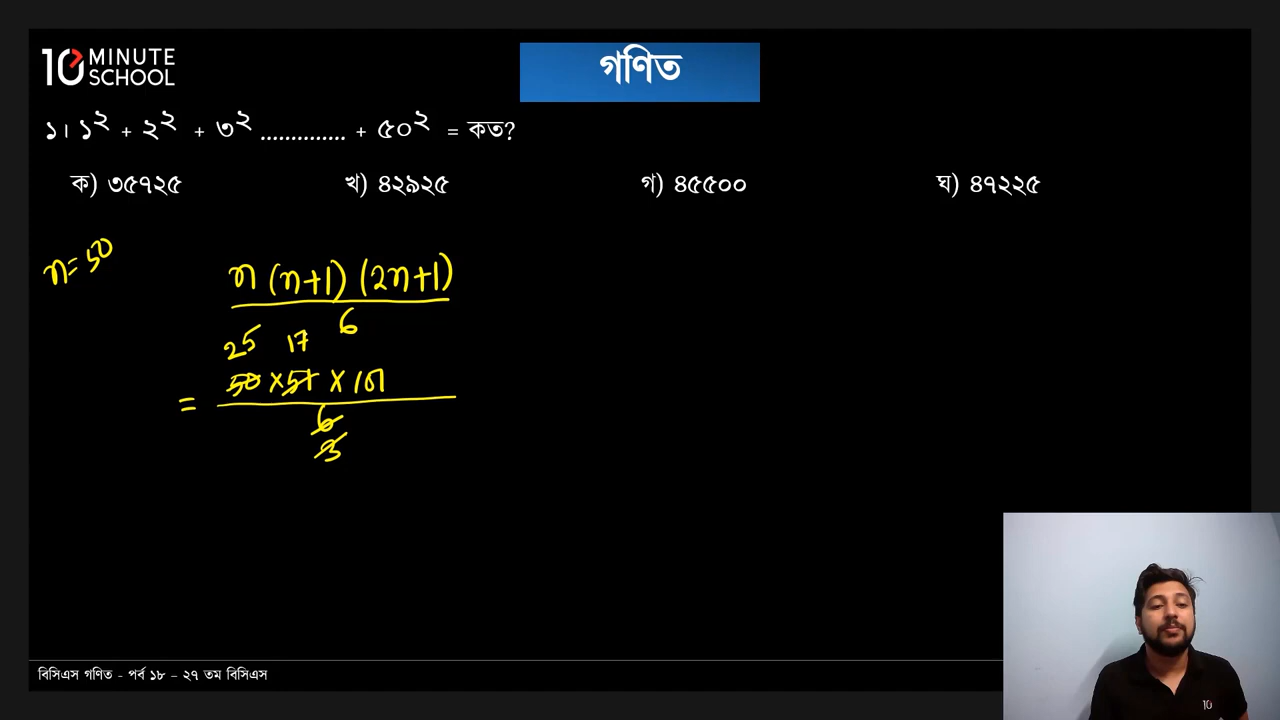 10 MINUTE SCHOOL
গণিত
১। ১² + ২² + ৩² .............. + ৫০² = কত?
ক) ৩৫৭২৫ খ) ৪২৯২৫ গ) ৪৫৫০০ ঘ) ৪৭২২৫
n = 50
n (n+1) (2n+1)
6
25 17
= 50 × 51 × 101
6
3
বিসিএস গণিত - পর্ব ১৮ – ২৭ তম বিসিএস
10